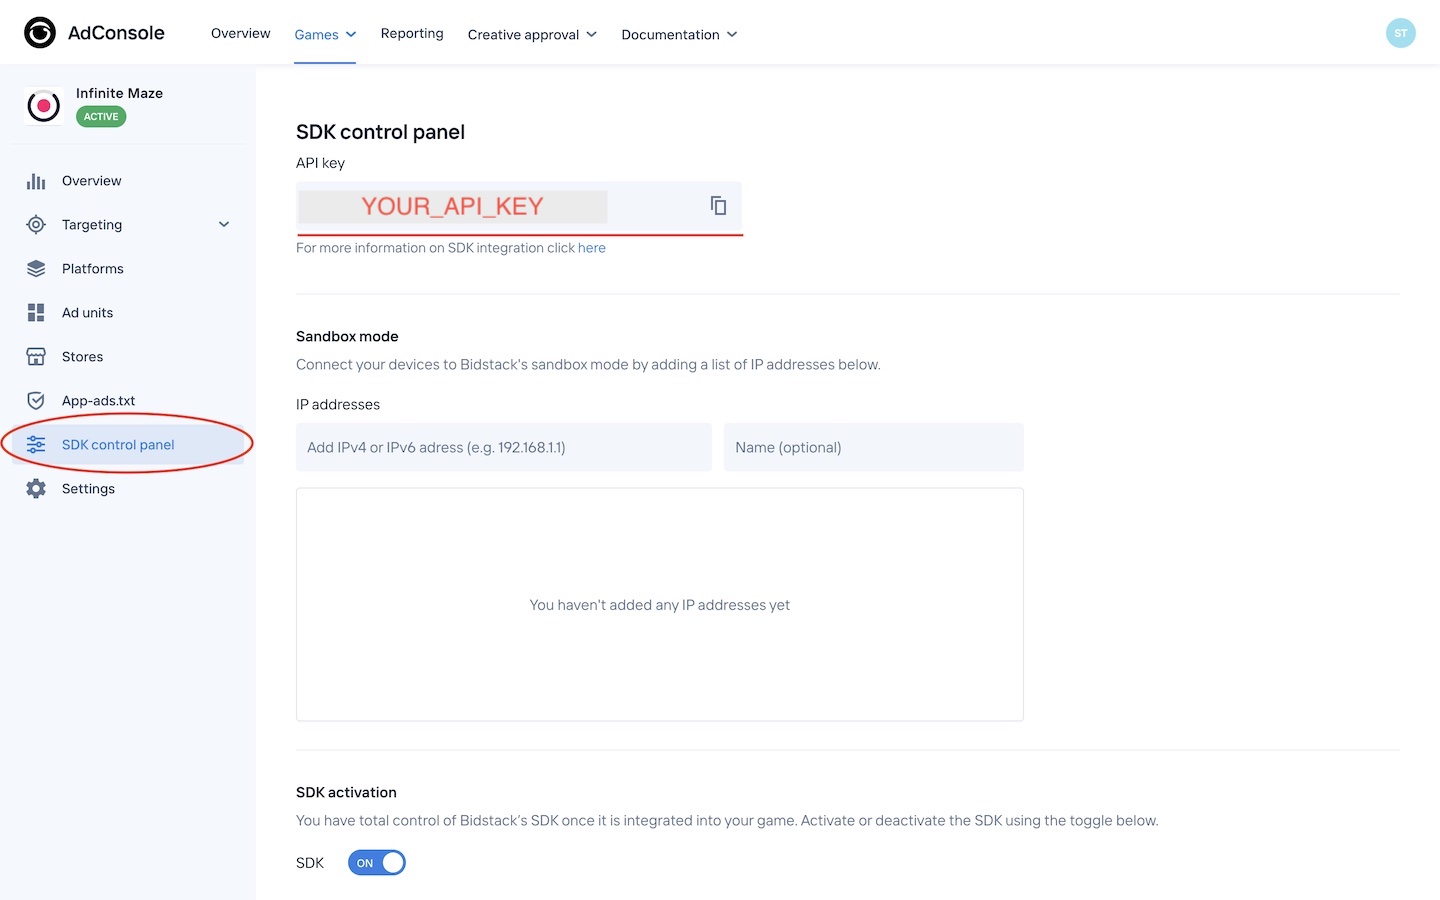 AdConsole
Overview
Games
Reporting
Creative approval
Documentation
ST
Infinite Maze
ACTIVE
Overview
Targeting
Platforms
Ad units
Stores
App-ads.txt
SDK control panel
Settings
SDK control panel
API key
YOUR_API_KEY
For more information on SDK integration click here
Sandbox mode
Connect your devices to Bidstack's sandbox mode by adding a list of IP addresses below.
IP addresses
Add IPv4 or IPv6 adress (e.g. 192.168.1.1)
Name (optional)
You haven't added any IP addresses yet
SDK activation
You have total control of Bidstack's SDK once it is integrated into your game. Activate or deactivate the SDK using the toggle below.
SDK
ON